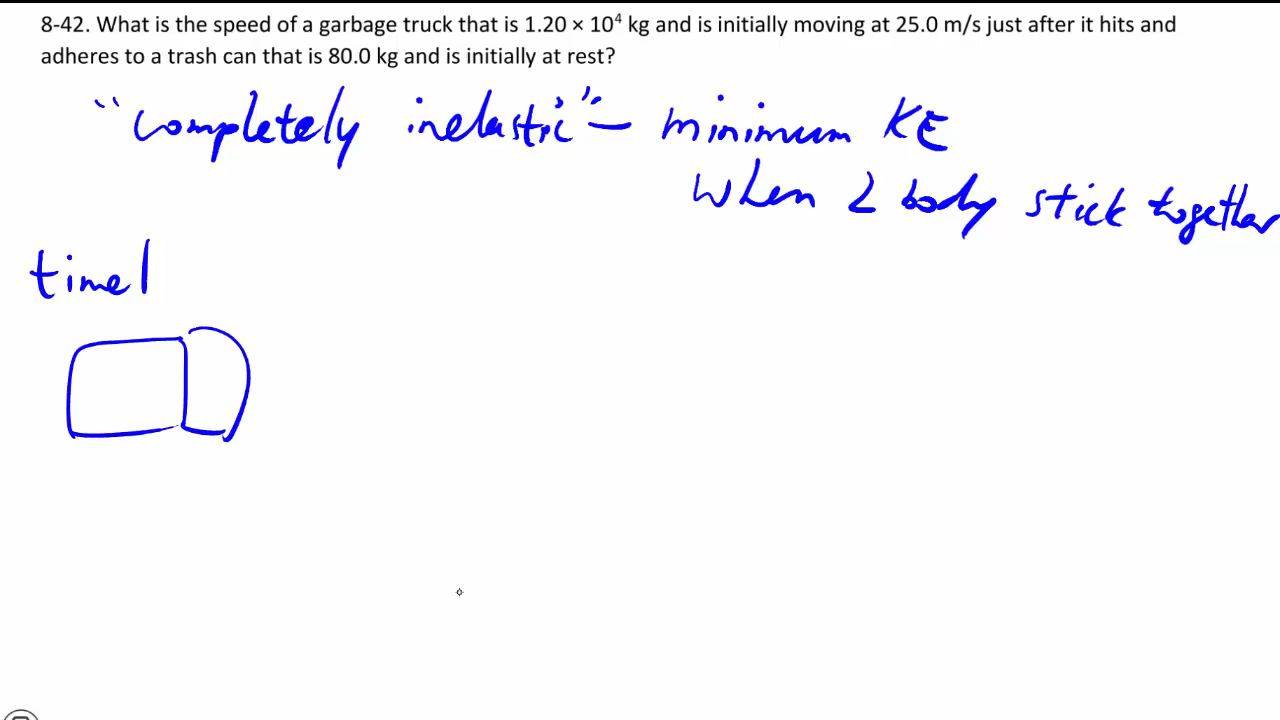 8-42. What is the speed of a garbage truck that is 1.20 × 10⁴ kg and is initially moving at 25.0 m/s just after it hits and
adheres to a trash can that is 80.0 kg and is initially at rest?
"completely inelastic" — minimum KE
when 2 body stick together
time 1